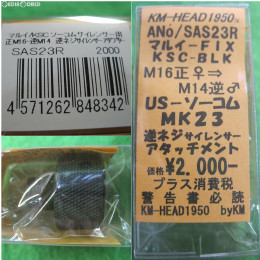 マルイ/KSC ソーコムサイレンサー用
正M16-逆M14 逆ネジサイレンサーアダプター
SAS23R 2000
4571262848342
KM-HEAD1950。
ANo/SAS23R
マルイ-FIX
KSC-BLK
M16正♀⇒
M14逆♂
US-ソーコム
MK23
逆ネジサイレンサー
アタッチメント
価格 ¥2.000-
プラス消費税
警告書必読
KM-HEAD1950 byKM